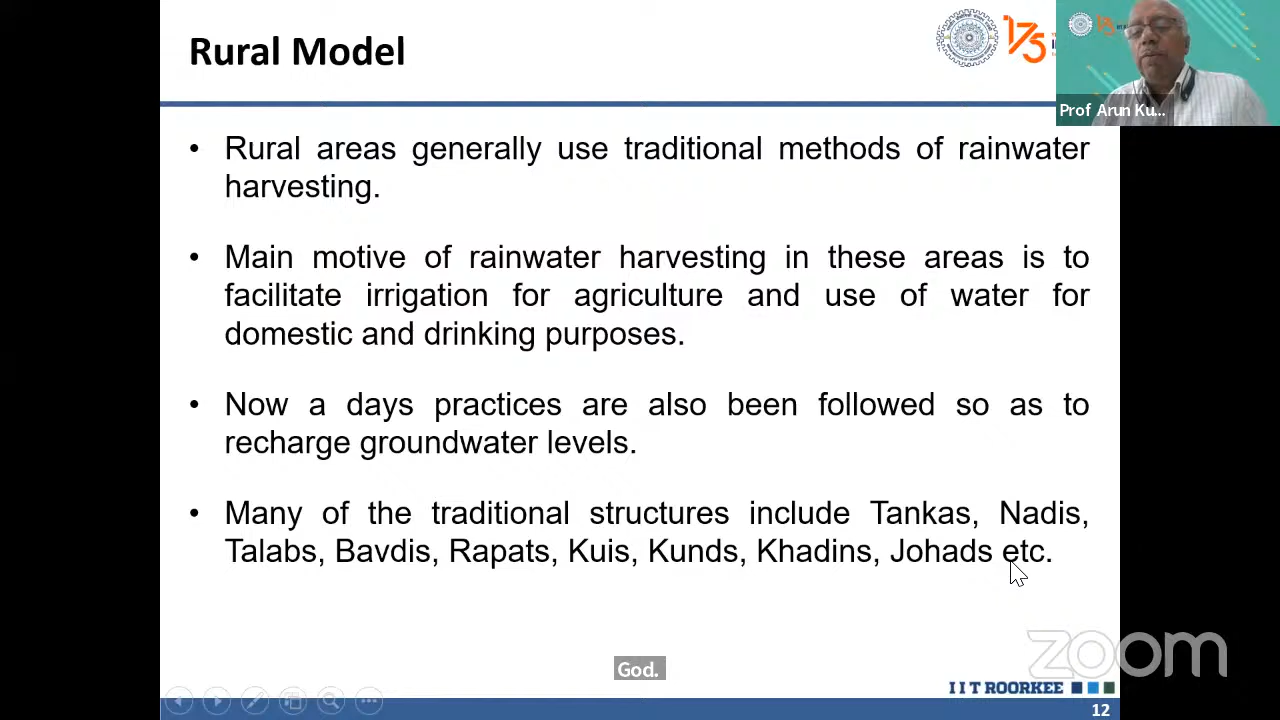 Rural Model
Prof Arun Ku...
• Rural areas generally use traditional methods of rainwater
harvesting.
• Main motive of rainwater harvesting in these areas is to
facilitate irrigation for agriculture and use of water for
domestic and drinking purposes.
• Now a days practices are also been followed so as to
recharge groundwater levels.
• Many of the traditional structures include Tankas, Nadis,
Talabs, Bavdis, Rapats, Kuis, Kunds, Khadins, Johads etc.
zoom
God.
IIT ROORKEE
12